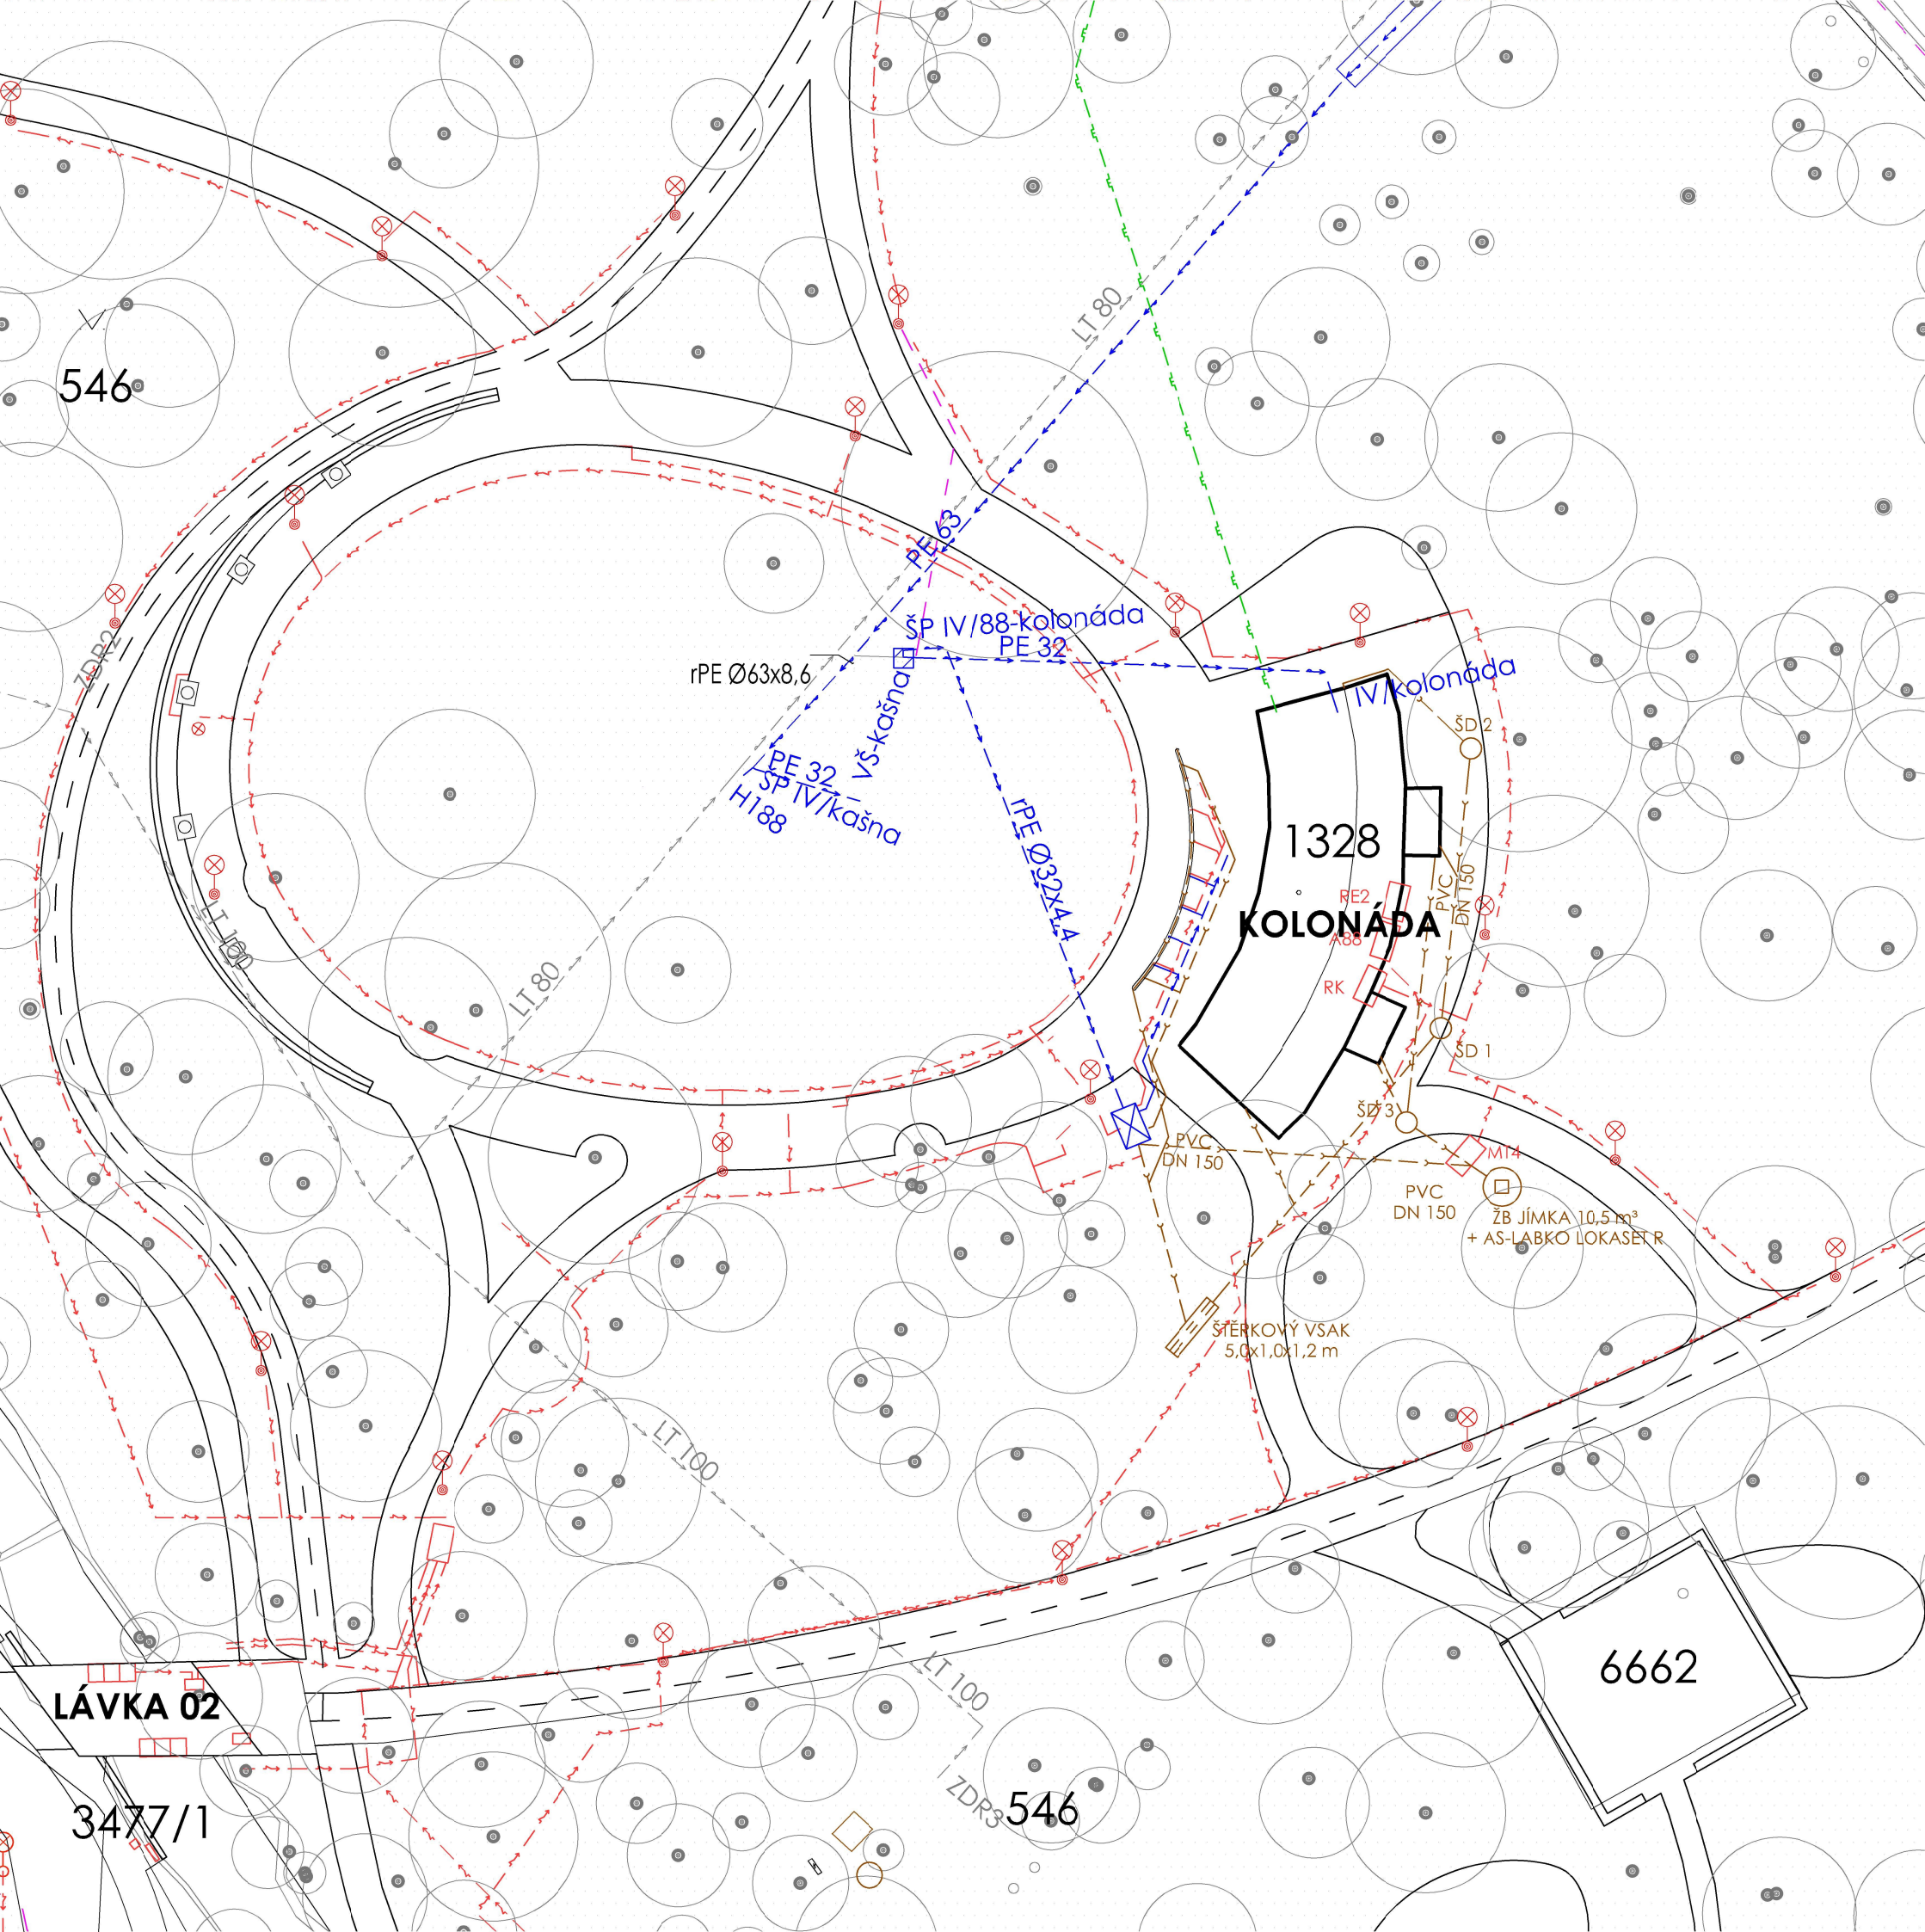 LT 80
546
PE 63
ŠP IV/88-kolonáda
PE 32
rPE Ø63x8,6
ZDR2
VŠ-kašna
IV/kolonáda
ŠD 2
PE 32
ŠP IV/kašna
H188
rPE Ø32x4,4
1328
PVC
DN 150
RE2
KOLONÁDA
A88
LT 100
LT 80
RK
ŠD 1
ŠD 3
PVC
DN 150
M14
PVC
DN 150
ŽB JÍMKA 10,5 m³
+ AS-LABKO LOKASET R
ŠTĚRKOVÝ VSAK
5,0x1,0x1,2 m
LT 100
LT 100
6662
LÁVKA 02
ZDR3
546
3477/1